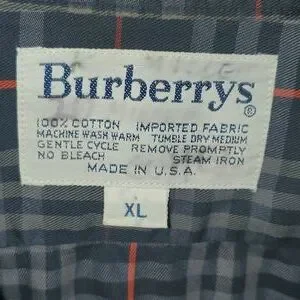 Burberrys®
100% COTTON IMPORTED FABRIC
MACHINE WASH WARM TUMBLE DRY MEDIUM
GENTLE CYCLE REMOVE PROMPTLY
NO BLEACH STEAM IRON
MADE IN U.S.A.
XL